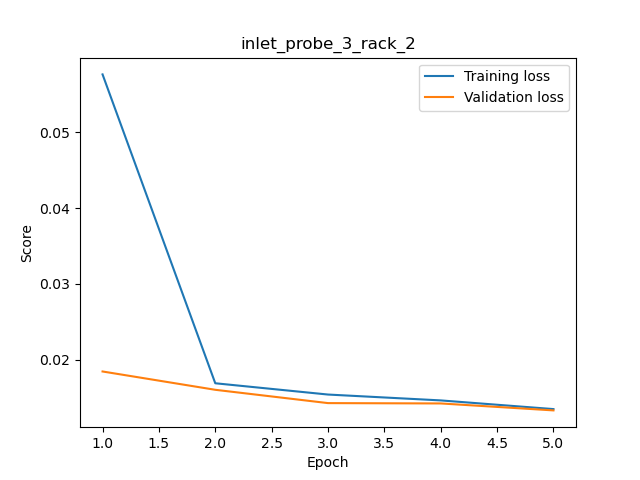 inlet_probe_3_rack_2
Training loss
Validation loss
0.05
0.04
0.03
0.02
Score
1.0 1.5 2.0 2.5 3.0 3.5 4.0 4.5 5.0
Epoch